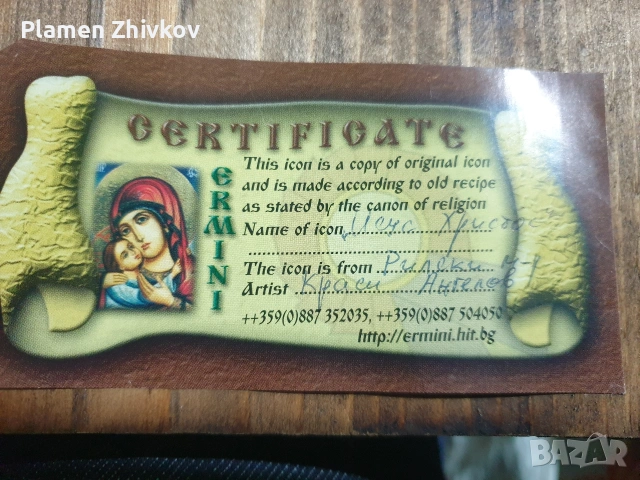 Plamen Zhivkov
CERTIFICATE
ERMINI
This icon is a copy of original icon
and is made according to old recipe
as stated by the canon of religion
Name of icon Исус Христос
The icon is from Рилски м-р
Artist Краси Ангелов
++359(0)887 352035, ++359(0)887 504050
http://ermini.hit.bg
BAZAR